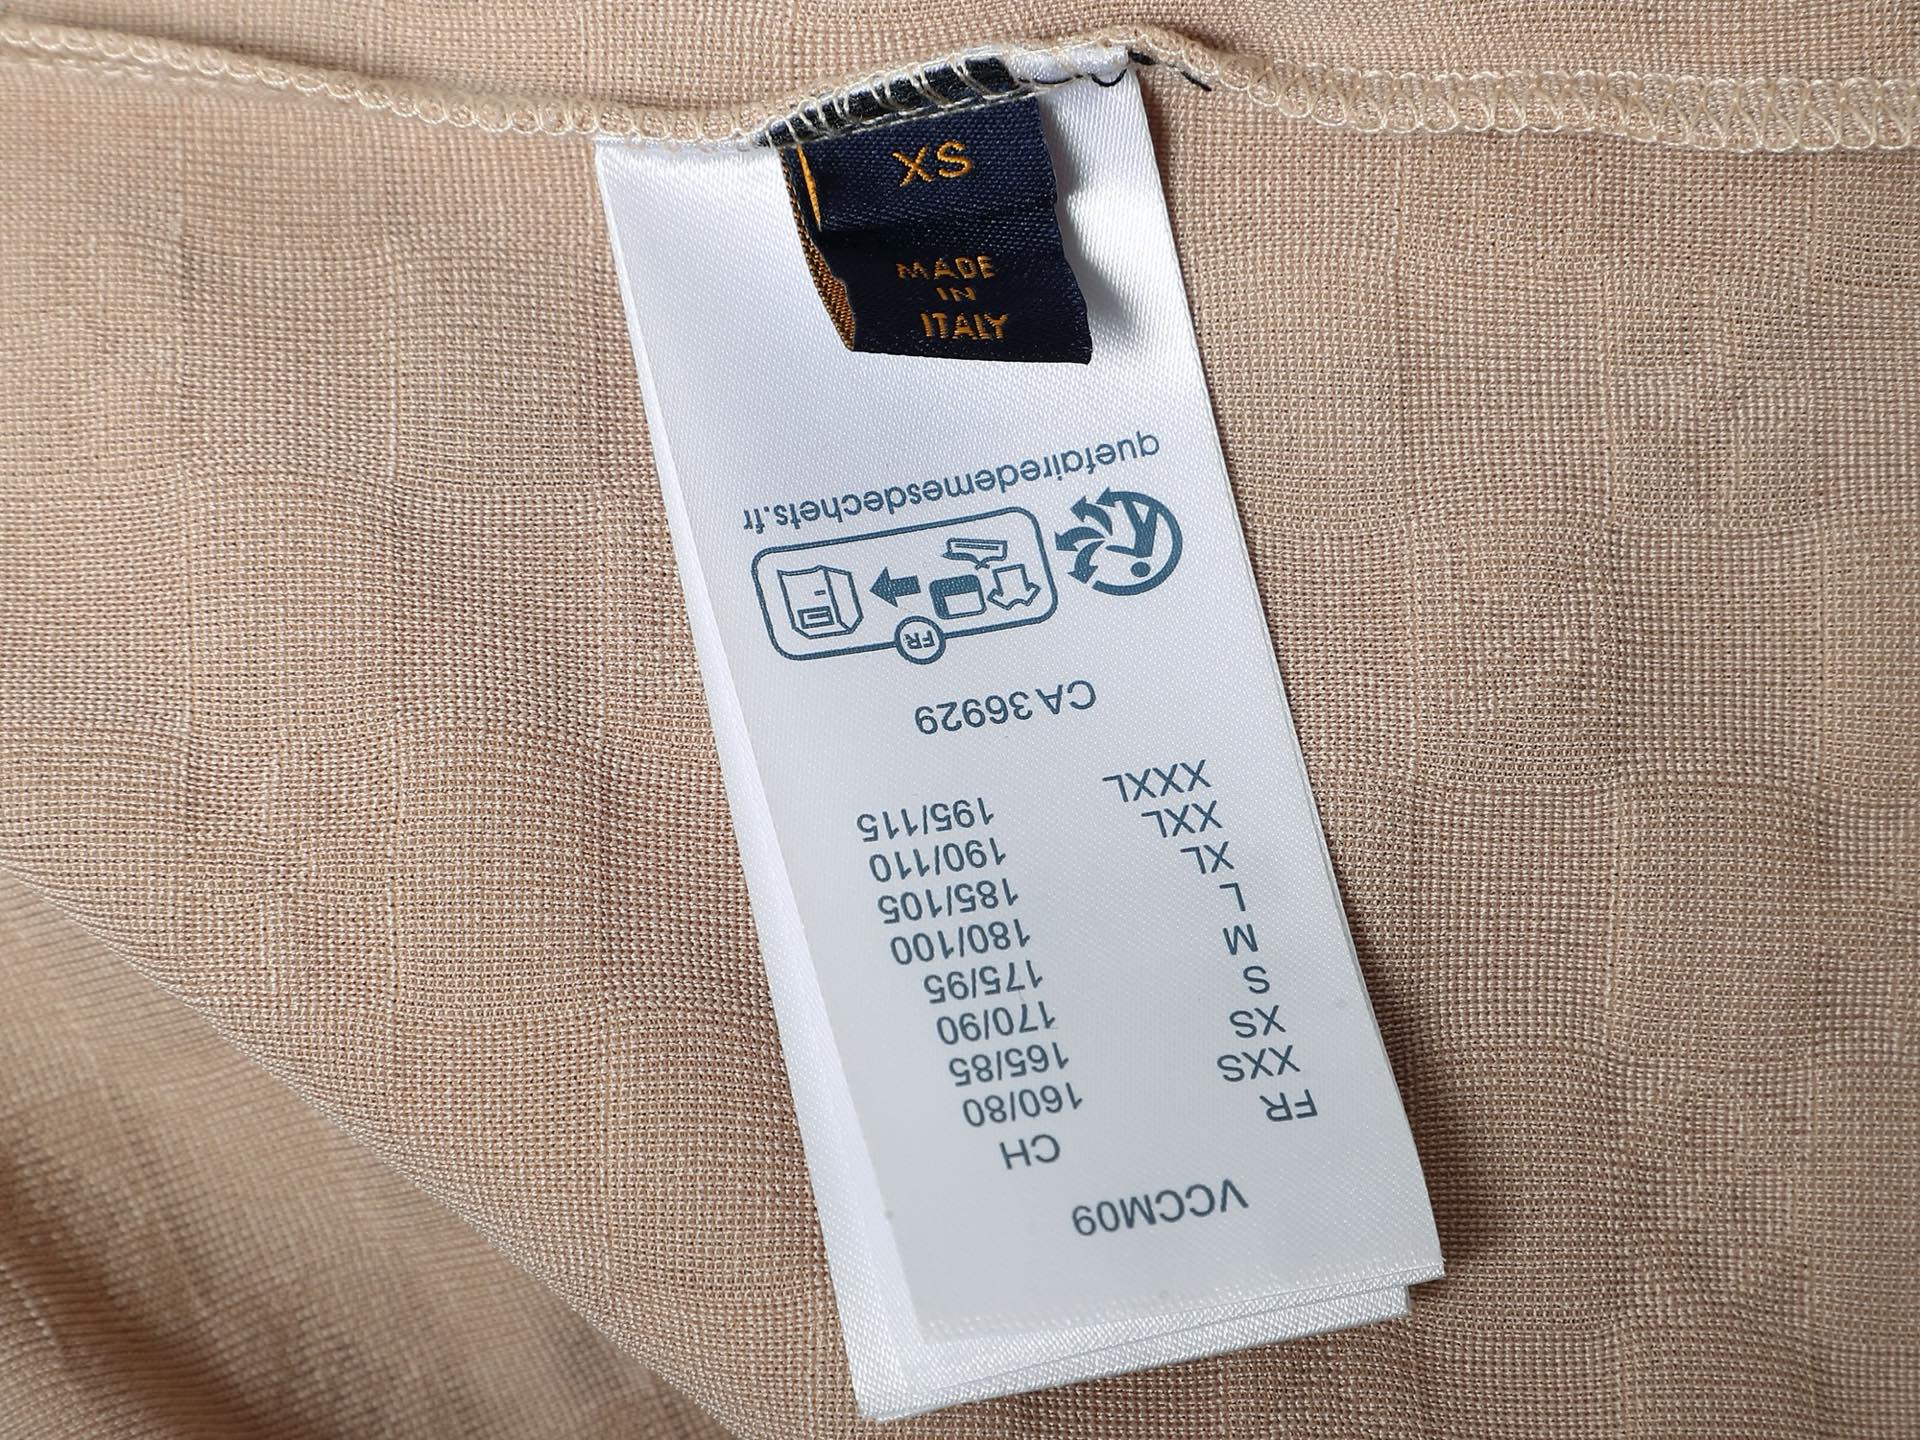 XS
MADE
IN
ITALY
VCCM09
FR CH
XXS 160/80
XS 165/85
S 170/90
M 175/95
L 180/100
XL 185/105
XXL 190/110
XXXL 195/115
CA 36929
FR
quefairedemesdechets.fr